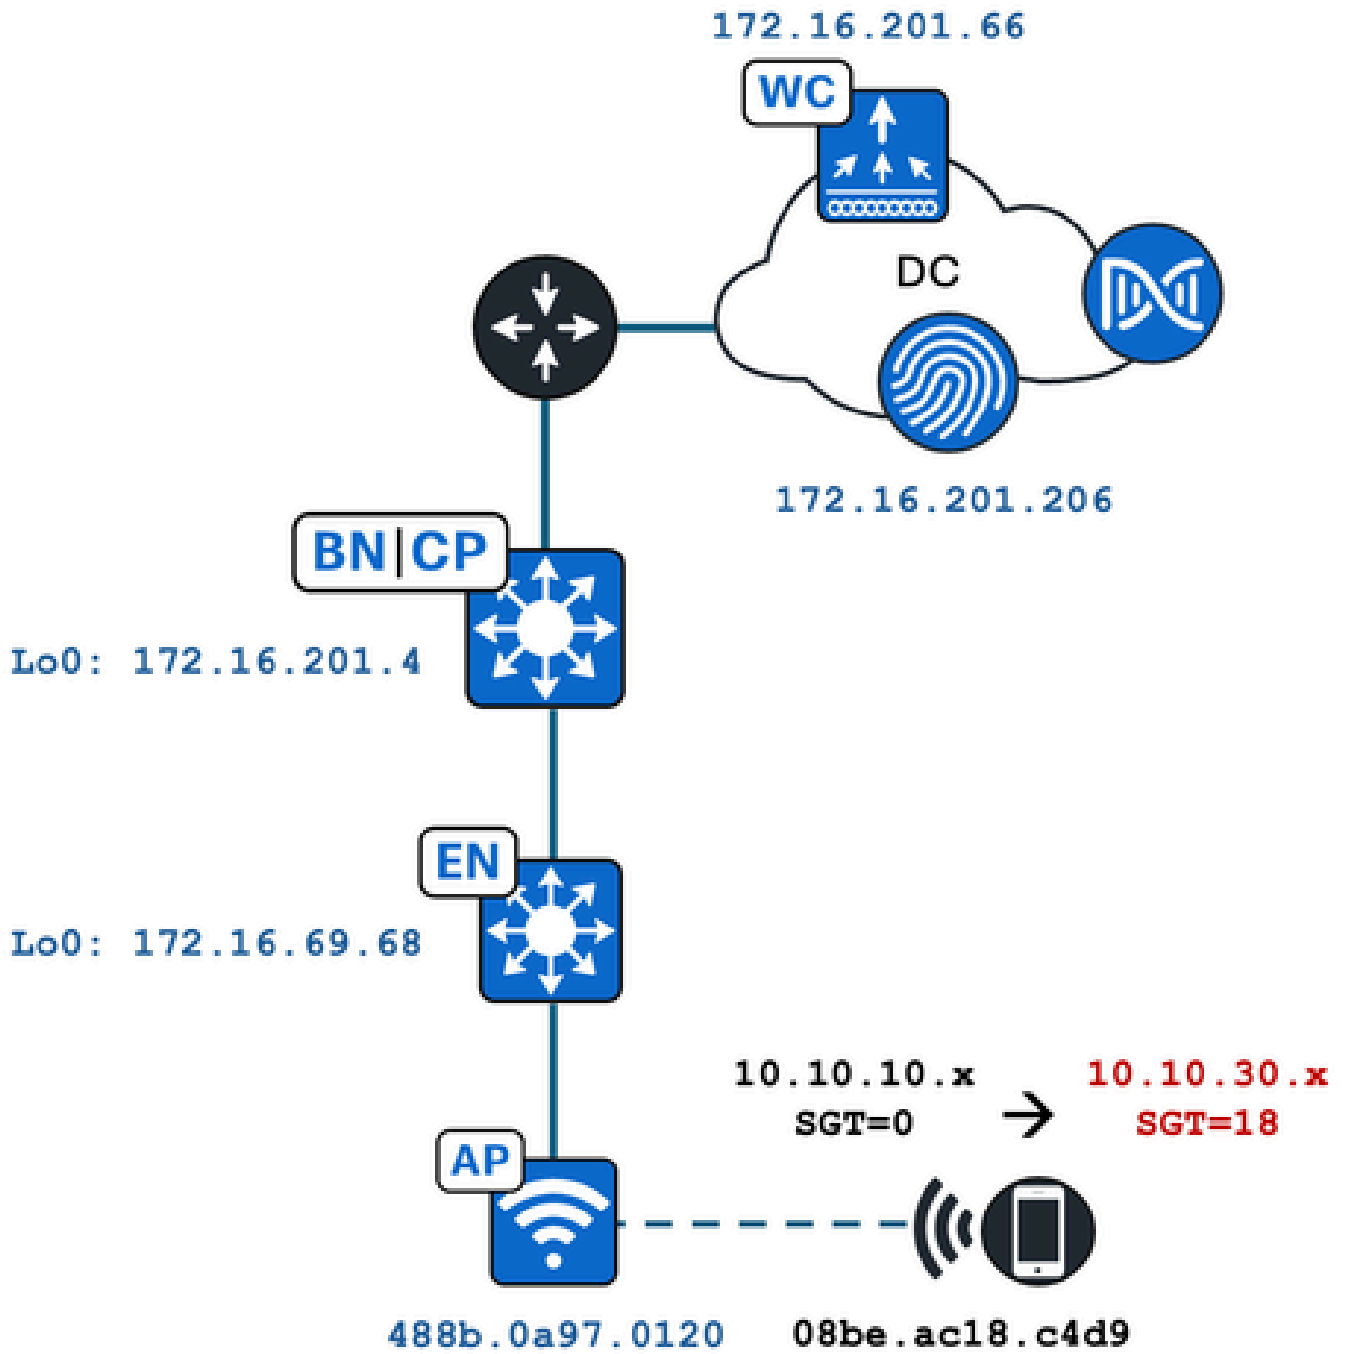 172.16.201.66
WC
DC
172.16.201.206
BN|CP
Lo0: 172.16.201.4
EN
Lo0: 172.16.69.68
10.10.10.x
SGT=0
10.10.30.x
SGT=18
AP
488b.0a97.0120
08be.ac18.c4d9